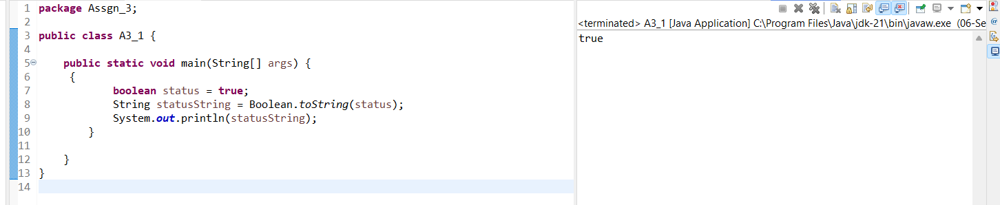 1 package Assgn_3;
2
3 public class A3_1 {
4
5 public static void main(String[] args) {
6 {
7 boolean status = true;
8 String statusString = Boolean.toString(status);
9 System.out.println(statusString);
10 }
11
12 }
13 }
14
<terminated> A3_1 [Java Application] C:\Program Files\Java\jdk-21\bin\javaw.exe (06-Se
true